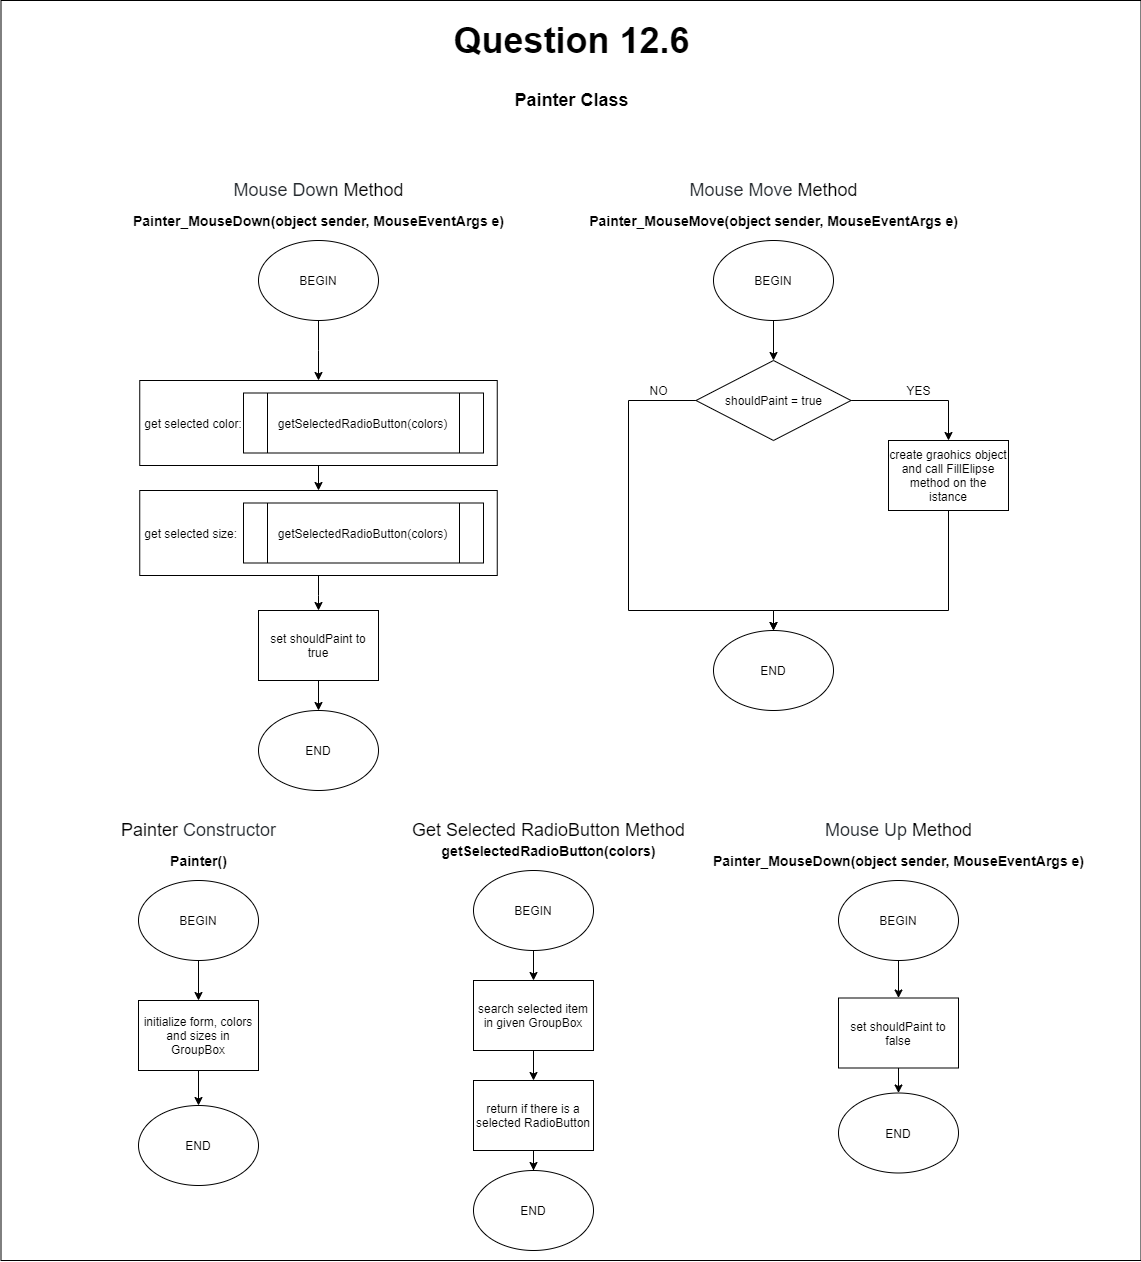 Question 12.6
Painter Class
Mouse Down Method
Painter_MouseDown(object sender, MouseEventArgs e)
BEGIN
get selected color:
getSelectedRadioButton(colors)
get selected size:
getSelectedRadioButton(colors)
set shouldPaint to
true
END
Mouse Move Method
Painter_MouseMove(object sender, MouseEventArgs e)
BEGIN
shouldPaint = true
NO
YES
create graohics object
and call FillElipse
method on the
istance
END
Painter Constructor
Painter()
BEGIN
initialize form, colors
and sizes in
GroupBox
END
Get Selected RadioButton Method
getSelectedRadioButton(colors)
BEGIN
search selected item
in given GroupBox
return if there is a
selected RadioButton
END
Mouse Up Method
Painter_MouseDown(object sender, MouseEventArgs e)
BEGIN
set shouldPaint to
false
END